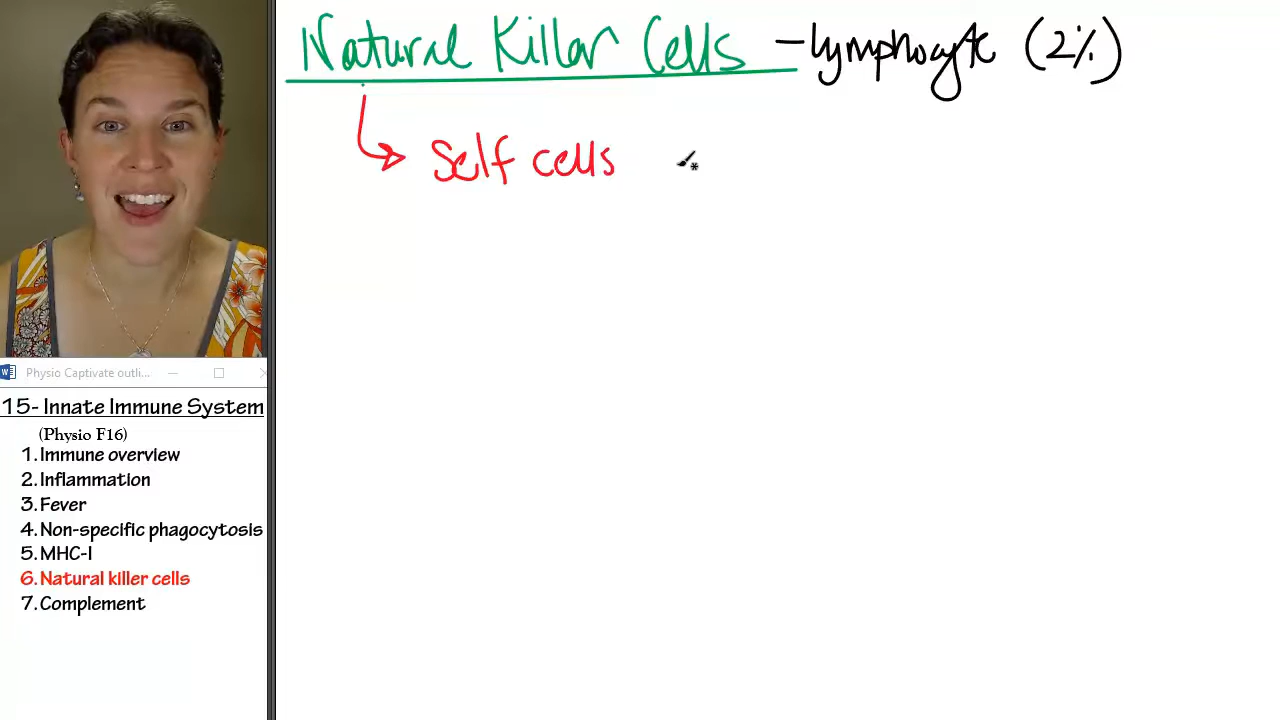 Natural Killer Cells - lymphocyte (2%)
Self cells
Physio Captivate outli...
15- Innate Immune System
(Physio F16)
1. Immune overview
2. Inflammation
3. Fever
4. Non-specific phagocytosis
5. MHC-I
6. Natural killer cells
7. Complement